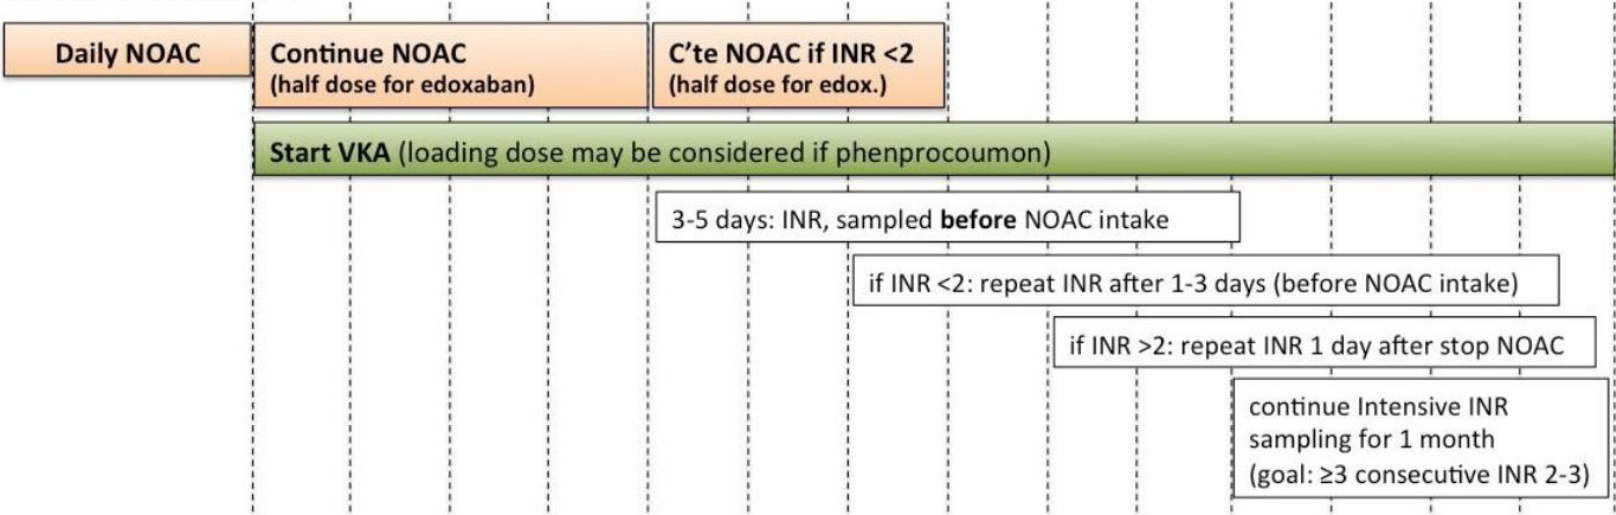 Daily NOAC
Continue NOAC
(half dose for edoxaban)
C'te NOAC if INR <2
(half dose for edox.)
Start VKA (loading dose may be considered if phenprocoumon)
3-5 days: INR, sampled before NOAC intake
if INR <2: repeat INR after 1-3 days (before NOAC intake)
if INR >2: repeat INR 1 day after stop NOAC
continue Intensive INR
sampling for 1 month
(goal: ≥3 consecutive INR 2-3)